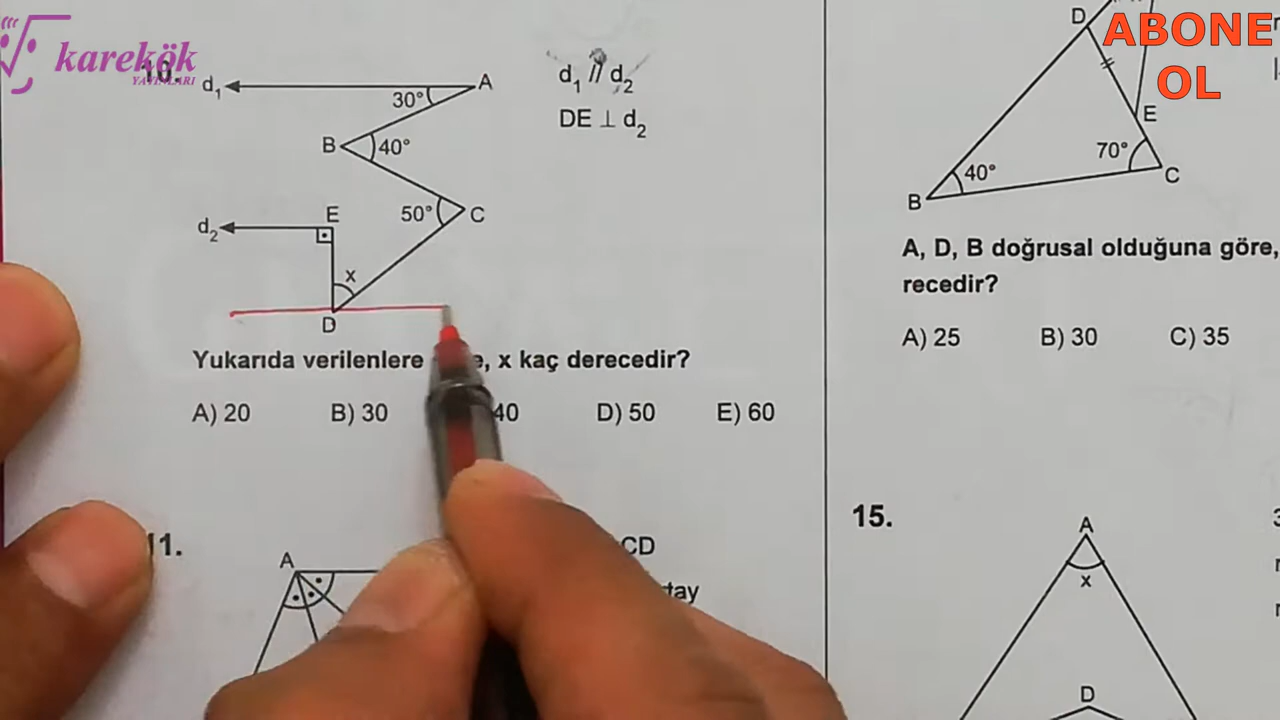 karekök
YAYINLARI
ABONE
OL
10.
d₁
A
30°
B
40°
50°
C
d₂
E
x
D
d₁ // d₂
DE ⊥ d₂
Yukarıda verilenlere e, x kaç derecedir?
A) 20 B) 30 40 D) 50 E) 60
11.
A
CD
tay
D
E
70°
40°
B
C
A, D, B doğrusal olduğuna göre,
recedir?
A) 25 B) 30 C) 35
15.
A
x
D